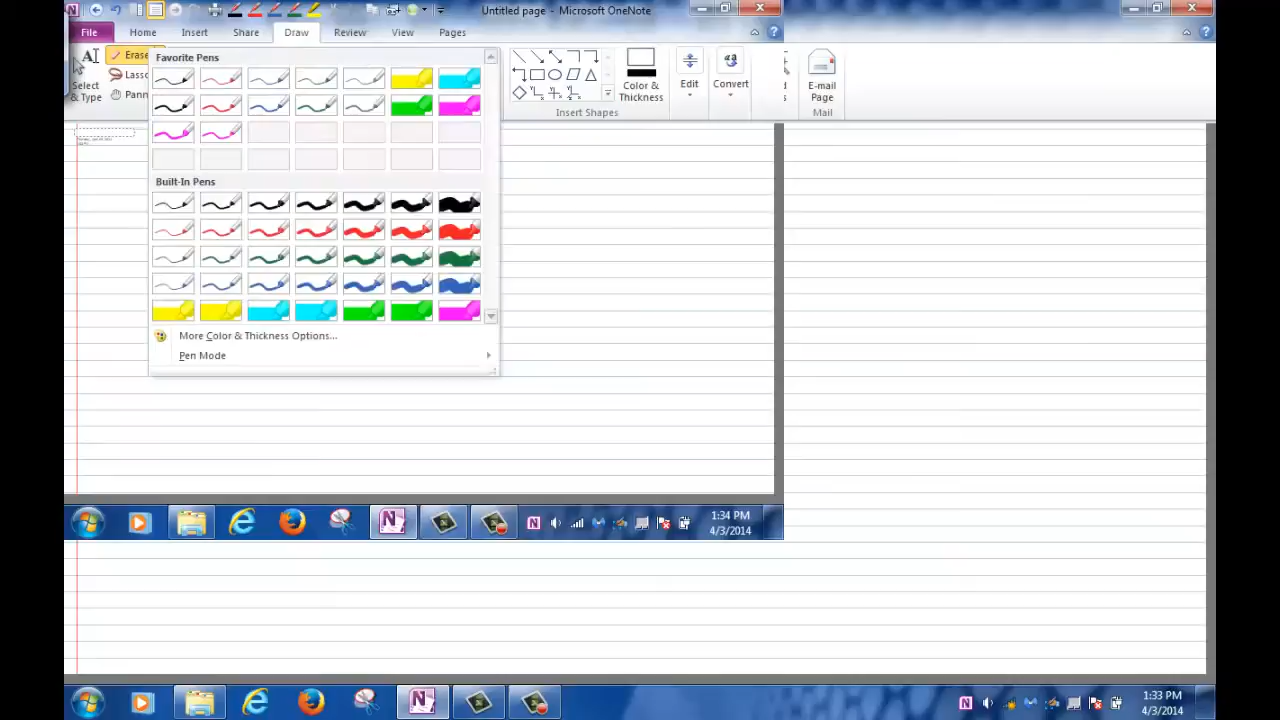 Untitled page - Microsoft OneNote
File Home Insert Share Draw Review View Pages
Select & Type
Lasso
Favorite Pens
Built-In Pens
More Color & Thickness Options...
Pen Mode
Color & Thickness
Insert Shapes
Edit
Convert
E-mail Page
Mail
1:34 PM
4/3/2014
1:33 PM
4/3/2014